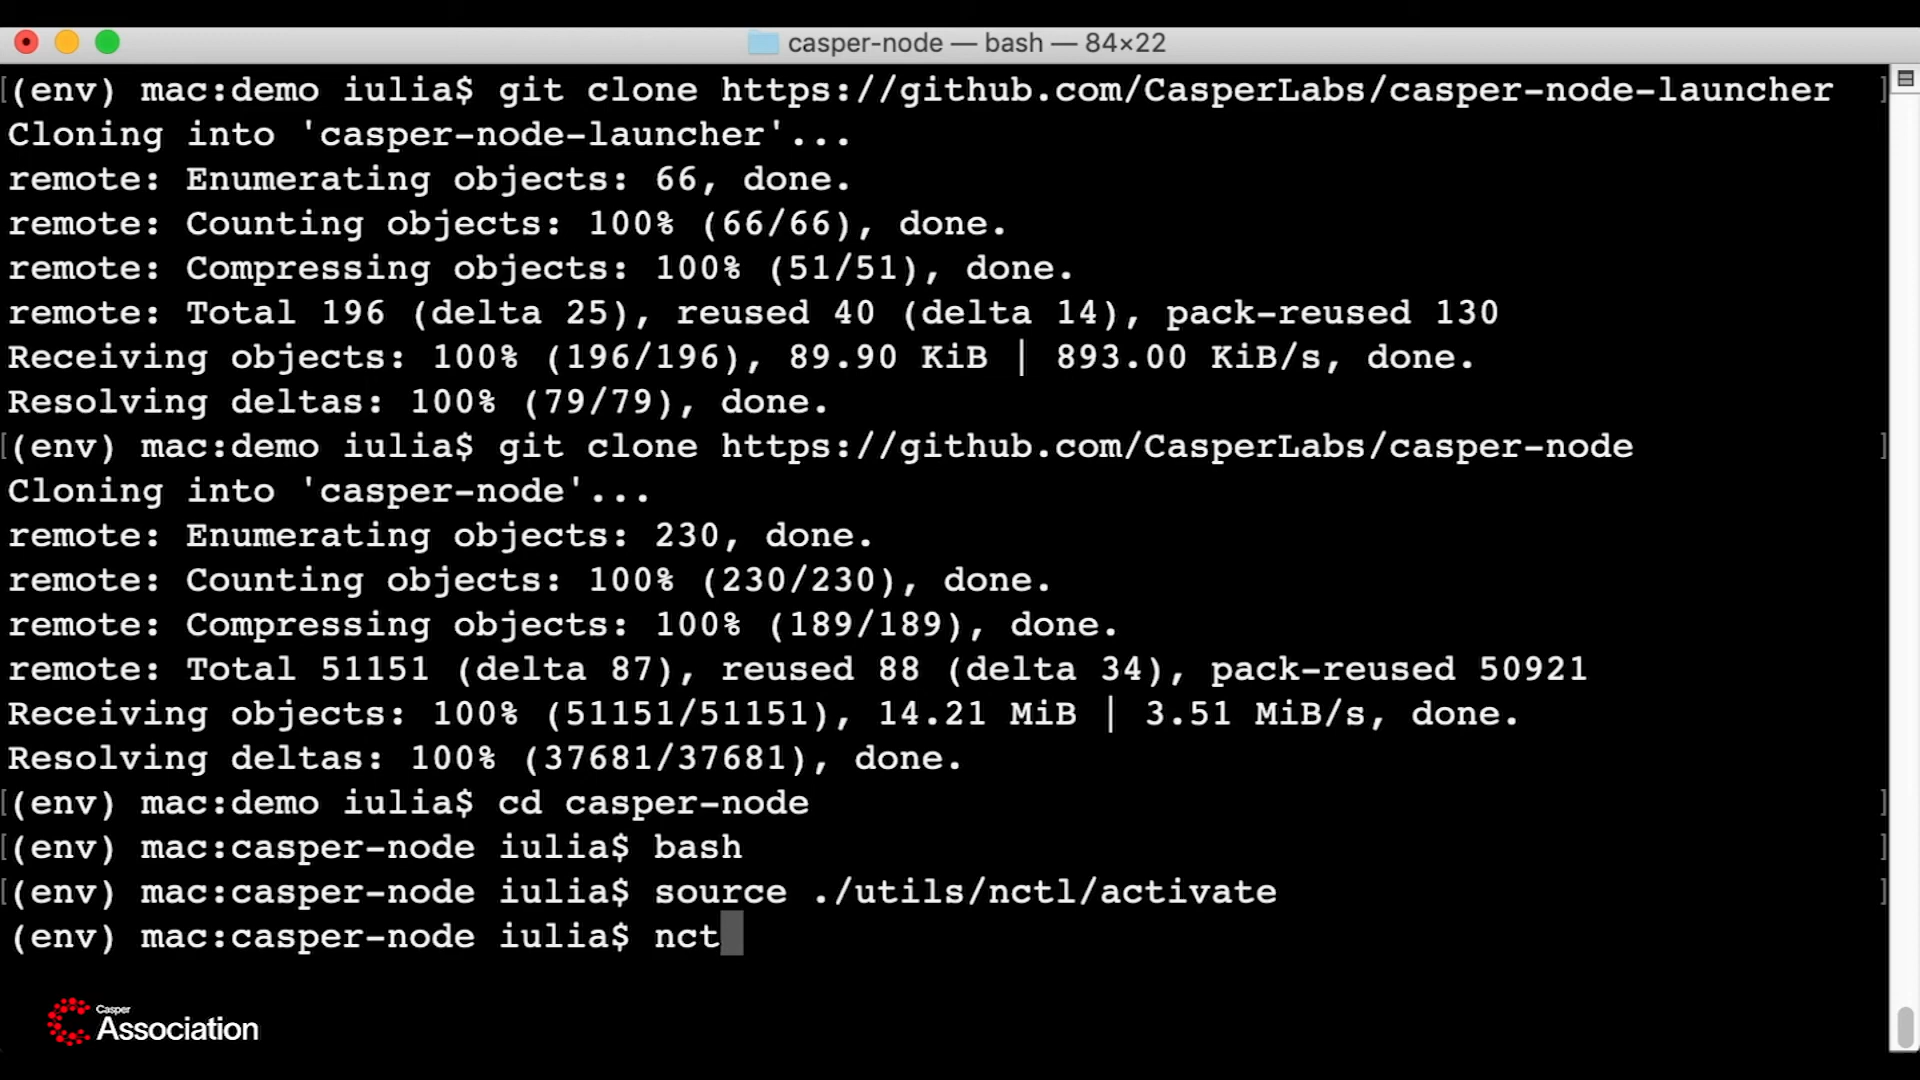 casper-node — bash — 84×22
(env) mac:demo iulia$ git clone https://github.com/CasperLabs/casper-node-launcher
Cloning into 'casper-node-launcher'...
remote: Enumerating objects: 66, done.
remote: Counting objects: 100% (66/66), done.
remote: Compressing objects: 100% (51/51), done.
remote: Total 196 (delta 25), reused 40 (delta 14), pack-reused 130
Receiving objects: 100% (196/196), 89.90 KiB | 893.00 KiB/s, done.
Resolving deltas: 100% (79/79), done.
(env) mac:demo iulia$ git clone https://github.com/CasperLabs/casper-node
Cloning into 'casper-node'...
remote: Enumerating objects: 230, done.
remote: Counting objects: 100% (230/230), done.
remote: Compressing objects: 100% (189/189), done.
remote: Total 51151 (delta 87), reused 88 (delta 34), pack-reused 50921
Receiving objects: 100% (51151/51151), 14.21 MiB | 3.51 MiB/s, done.
Resolving deltas: 100% (37681/37681), done.
(env) mac:demo iulia$ cd casper-node
(env) mac:casper-node iulia$ bash
(env) mac:casper-node iulia$ source ./utils/nctl/activate
(env) mac:casper-node iulia$ nct
Casper
Association